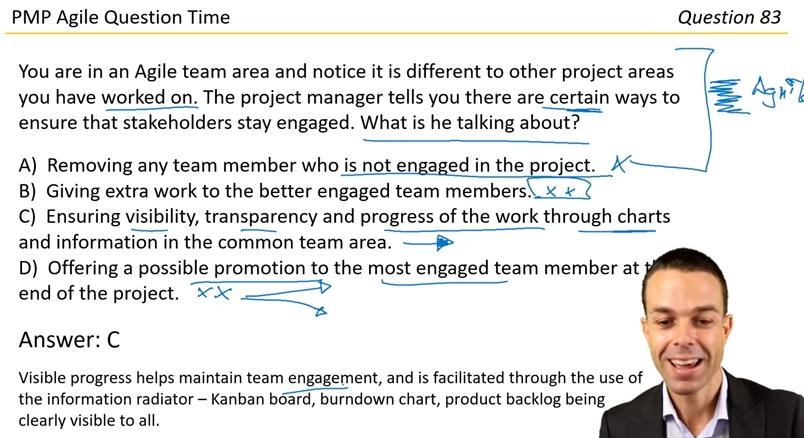 PMP Agile Question Time
Question 83
You are in an Agile team area and notice it is different to other project areas
you have worked on. The project manager tells you there are certain ways to
ensure that stakeholders stay engaged. What is he talking about?
A) Removing any team member who is not engaged in the project.
B) Giving extra work to the better engaged team members.
C) Ensuring visibility, transparency and progress of the work through charts
and information in the common team area.
D) Offering a possible promotion to the most engaged team member at
end of the project.
Answer: C
Visible progress helps maintain team engagement, and is facilitated through the use of
the information radiator – Kanban board, burndown chart, product backlog being
clearly visible to all.